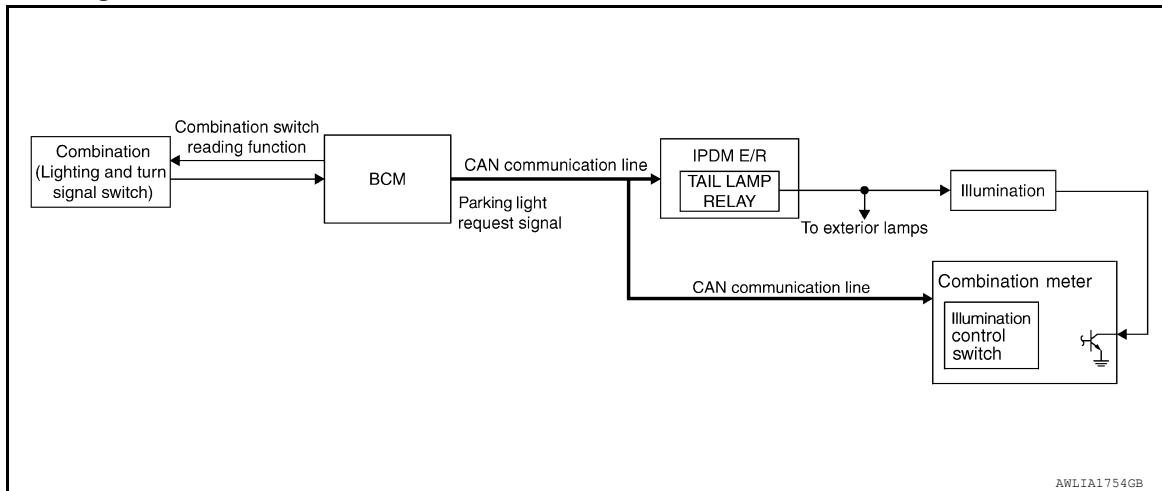 Combination switch
reading function
Combination
(Lighting and turn
signal switch)
BCM
CAN communication line
Parking light
request signal
IPDM E/R
TAIL LAMP
RELAY
To exterior lamps
Illumination
CAN communication line
Combination meter
Illumination
control
switch
AWLIA1754GB